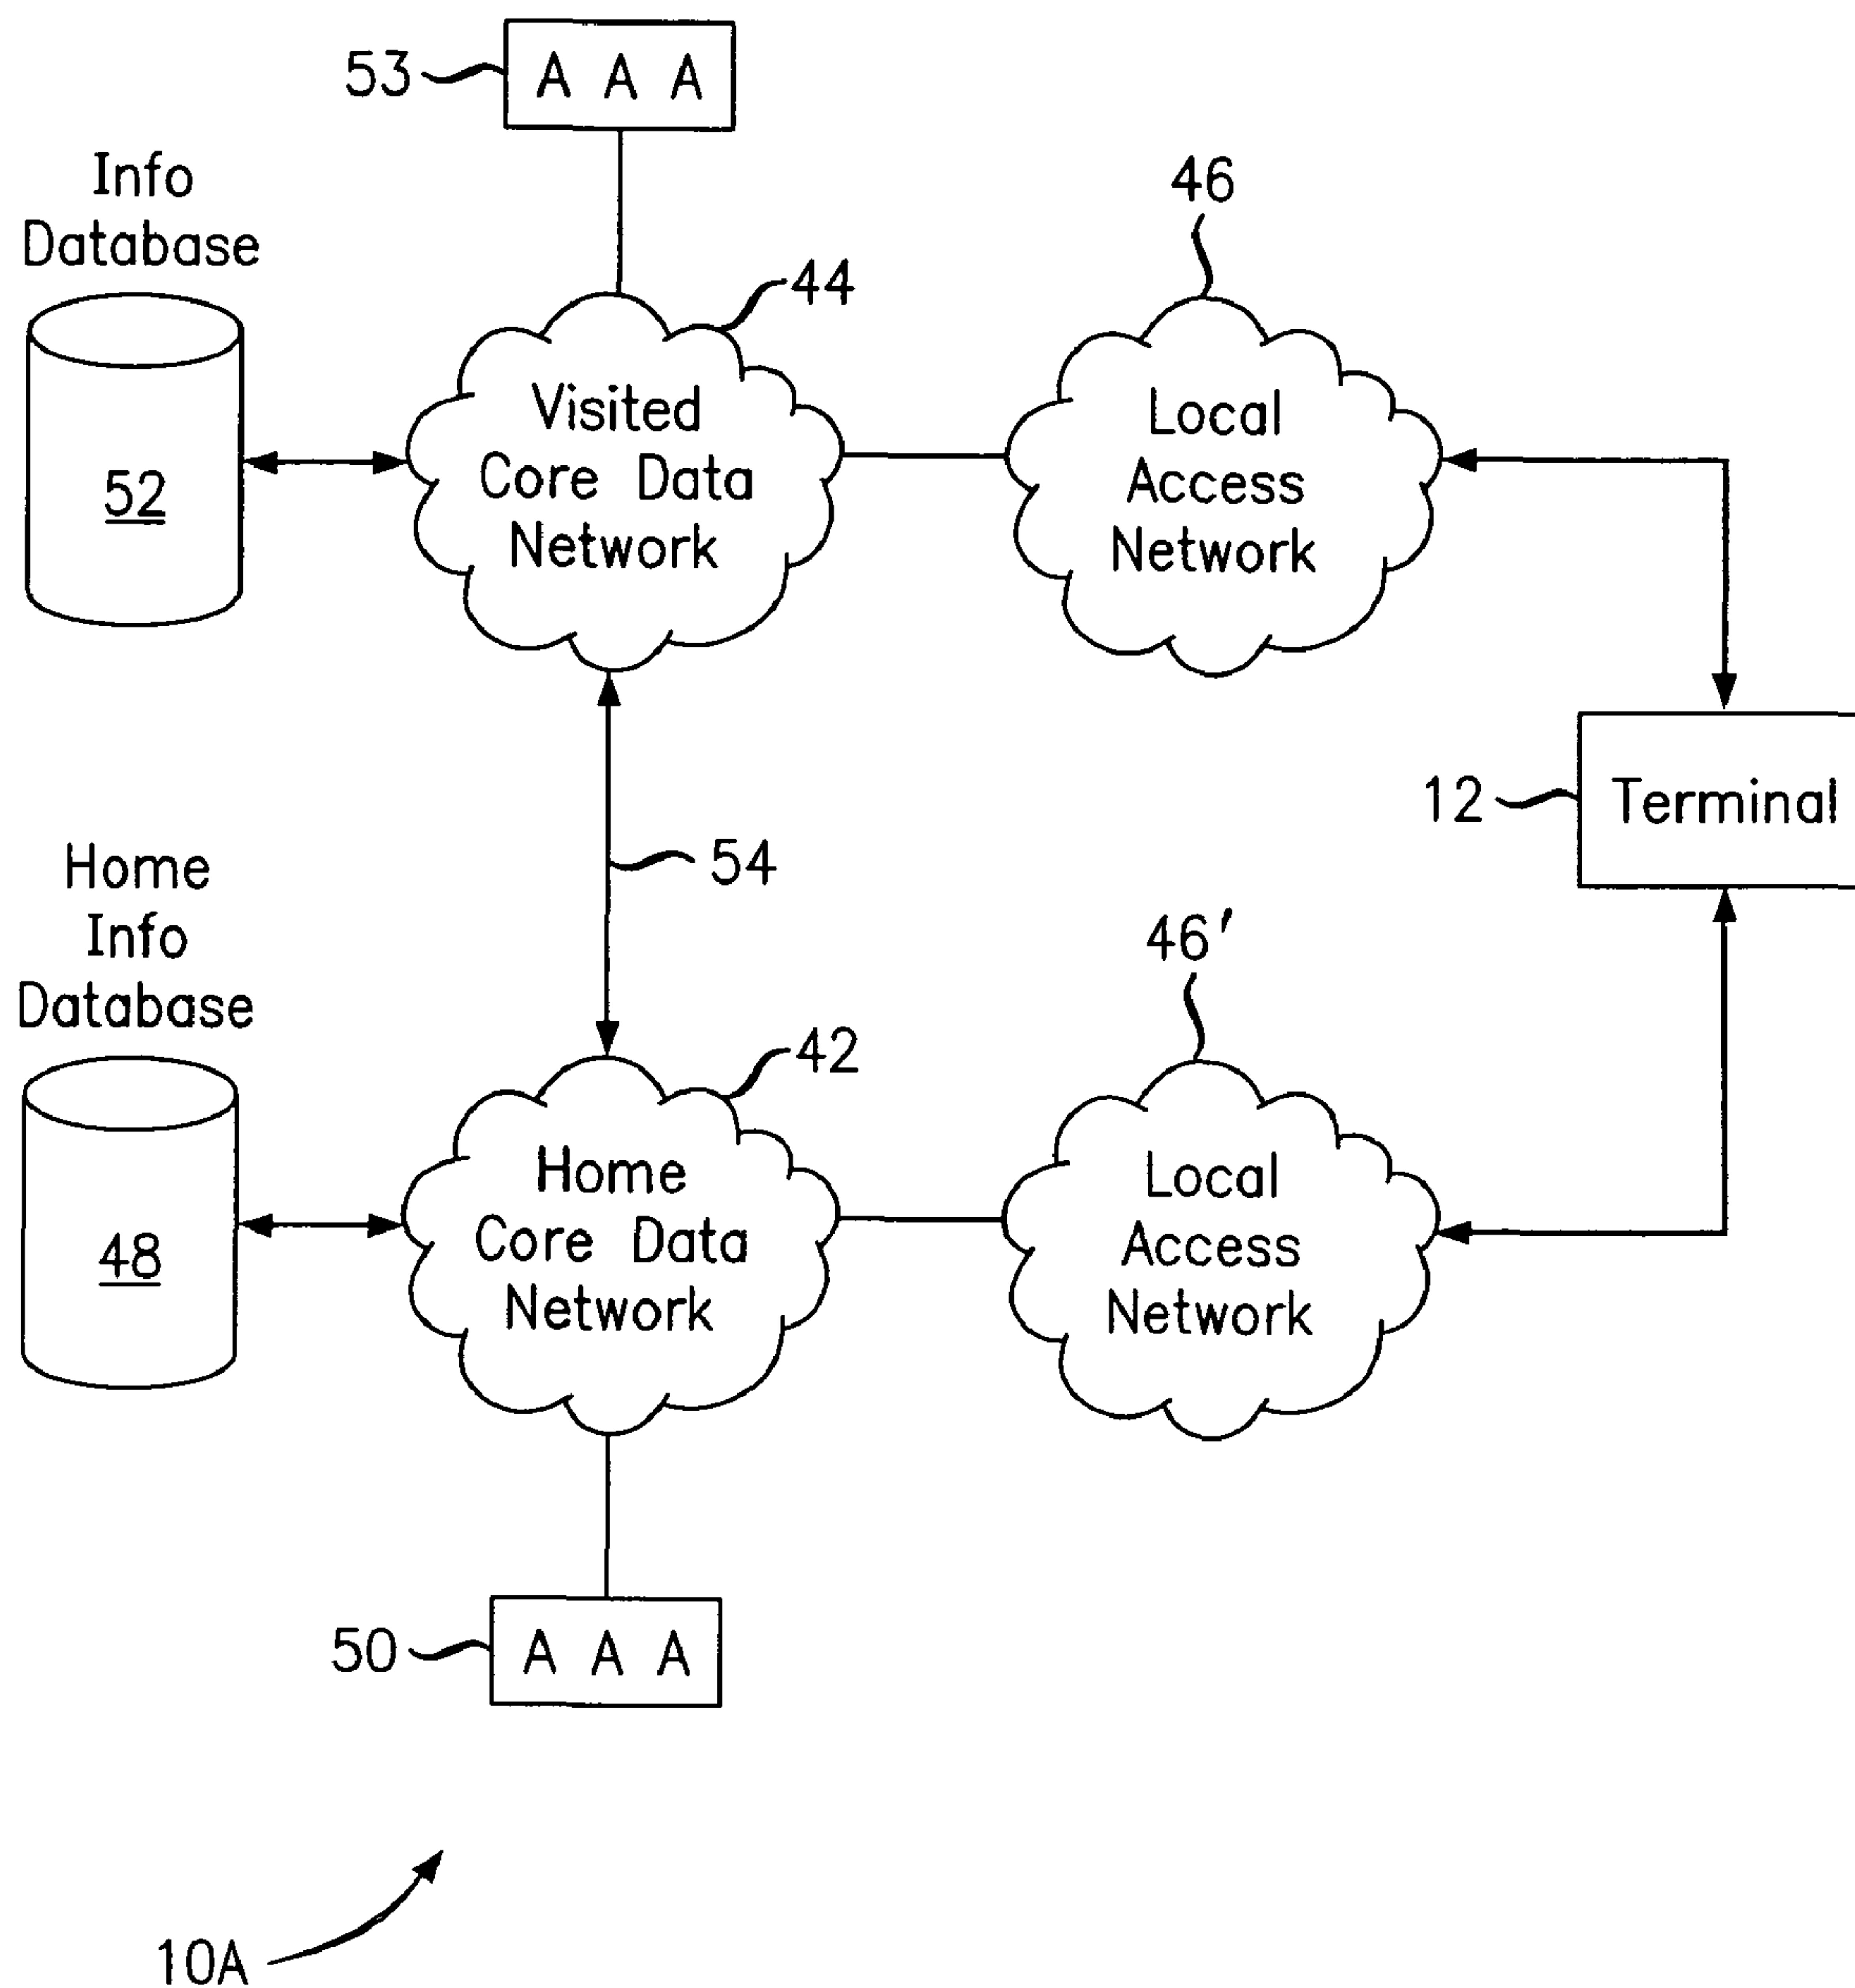 53
A A A
Info
Database
52
44
Visited
Core Data
Network
46
Local
Access
Network
12
Terminal
54
Home
Info
Database
48
42
Home
Core Data
Network
46'
Local
Access
Network
50
A A A
10A